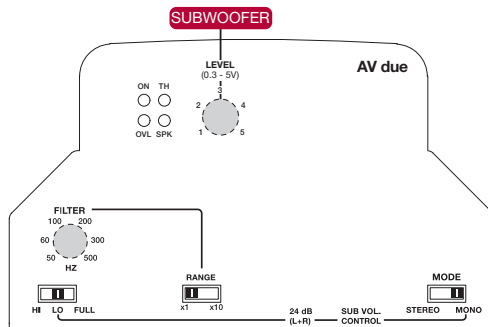 SUBWOOFER
LEVEL
(0.3 - 5V)
AV due
ON TH
3
2 4
OVL SPK
1 5
FILTER
100 200
60 300
50 500
HZ
RANGE
MODE
HI LO FULL
x1 x10
24 dB
(L+R)
SUB VOL.
CONTROL
STEREO MONO